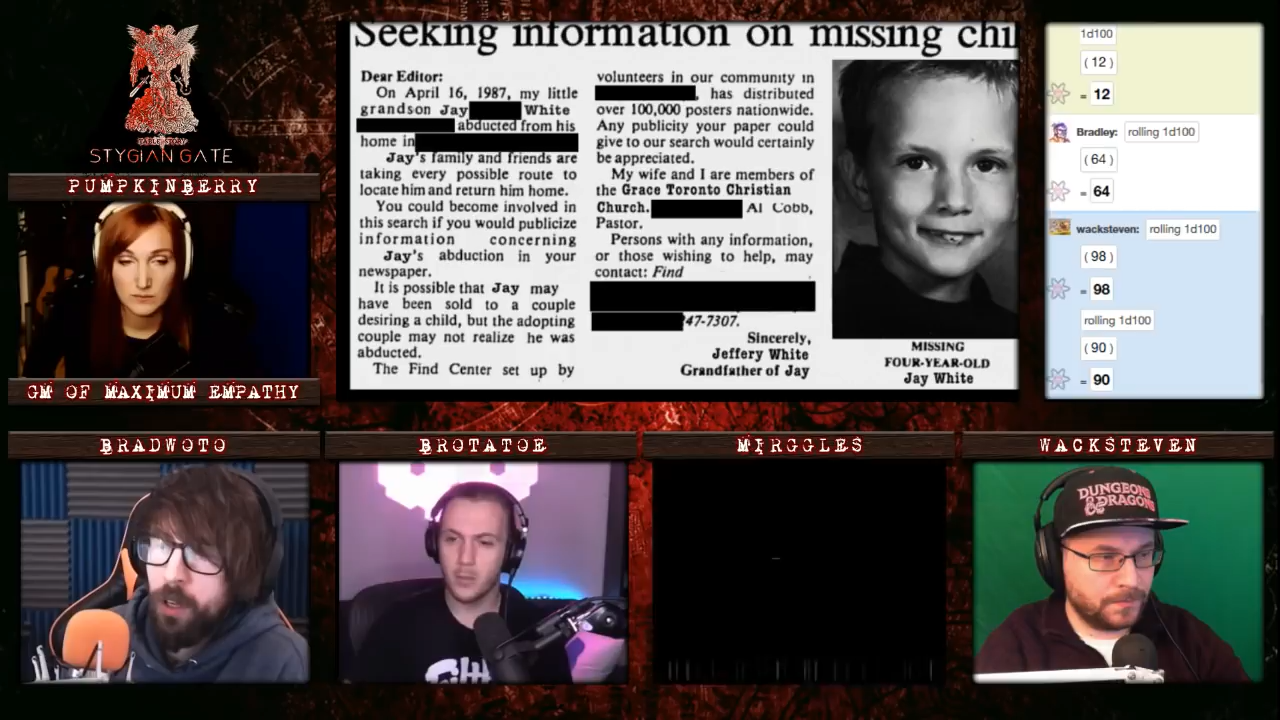 STYGIAN GATE
PUMPKINBERRY
GM OF MAXIMUM EMPATHY
Seeking information on missing chi
Dear Editor:
On April 16, 1987, my little
grandson Jay White
abducted from his
home in
Jay's family and friends are
taking every possible route to
locate him and return him home.
You could become involved in
this search if you would publicize
information concerning
Jay's abduction in your
newspaper.
It is possible that Jay may
have been sold to a couple
desiring a child, but the adopting
couple may not realize he was
abducted.
The Find Center set up by
volunteers in our community in
, has distributed
over 100,000 posters nationwide.
Any publicity your paper could
give to our search would certainly
be appreciated.
My wife and I are members of
the Grace Toronto Christian
Church. Al Cobb,
Pastor.
Persons with any information,
or those wishing to help, may
contact: Find
47-7307.
Sincerely,
Jeffery White
Grandfather of Jay
MISSING
FOUR-YEAR-OLD
Jay White
1d100
(12)
= 12
Bradley: rolling 1d100
(64)
= 64
wacksteven: rolling 1d100
(98)
= 98
rolling 1d100
(90)
= 90
BRADWOTO
BROTATOE
MIRGGLES
WACKSTEVEN
DUNGEONS
& DRAGONS